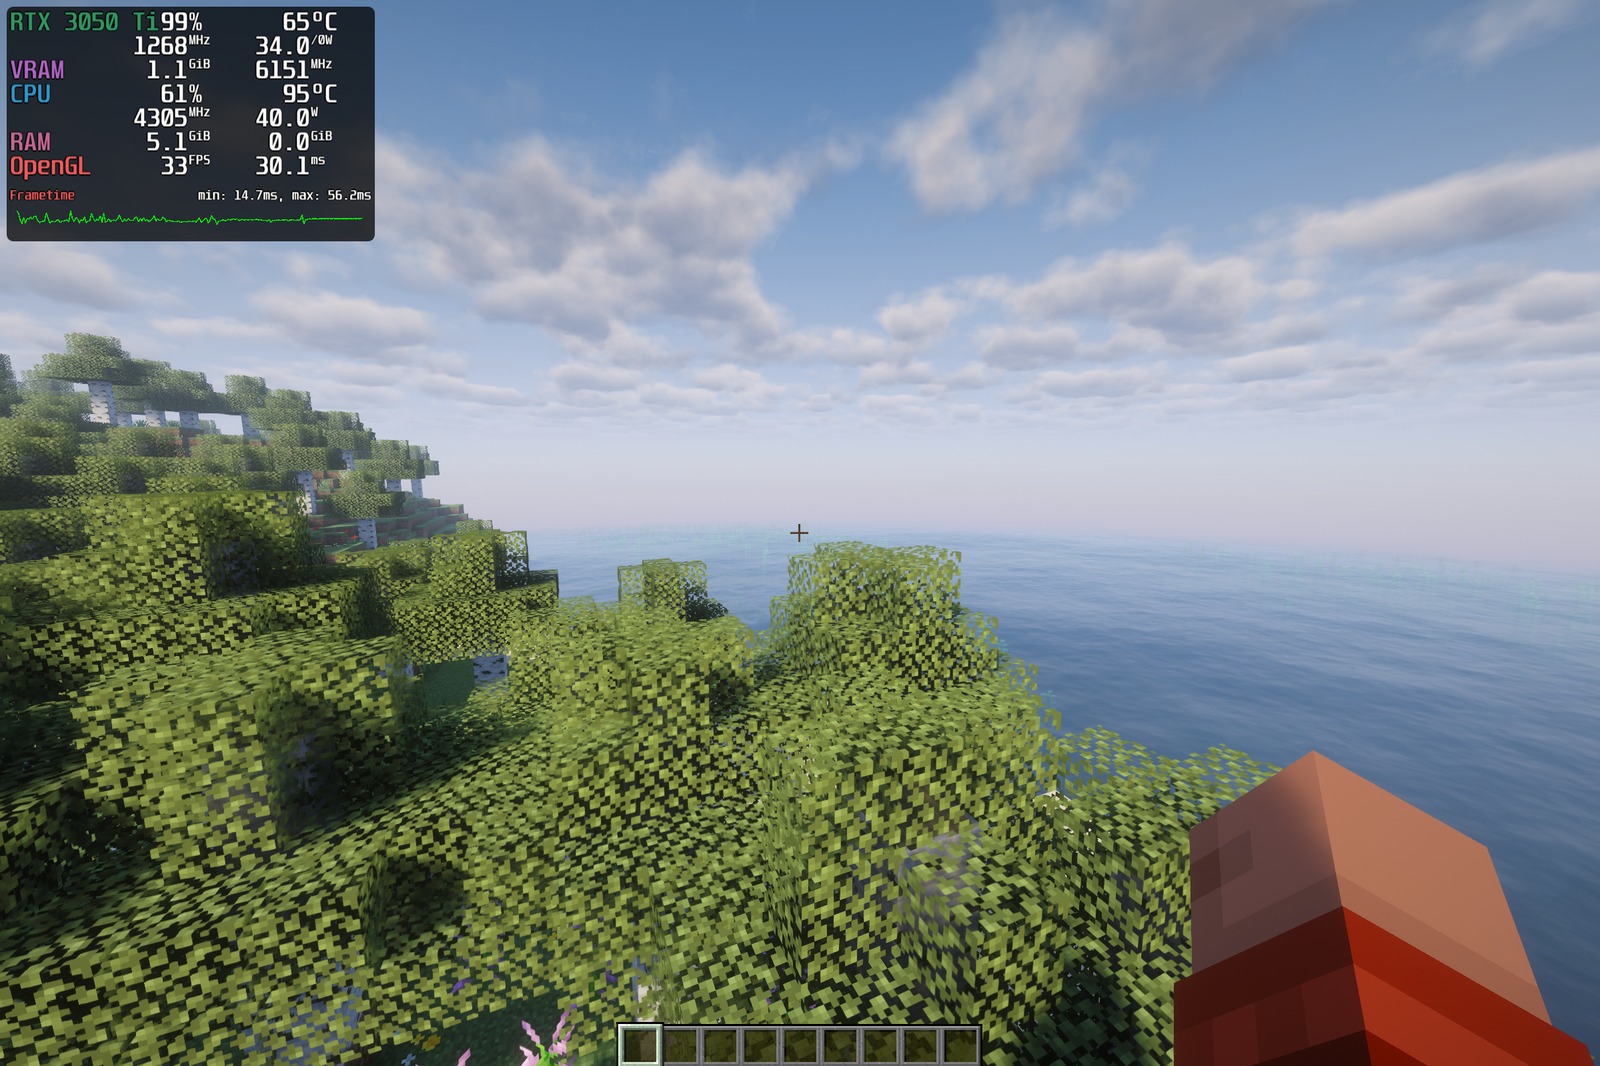 RTX 3050 Ti 99% 65°C
1268MHz 34.0/0W
VRAM 1.1GiB 6151MHz
CPU 61% 95°C
4305MHz 40.0W
RAM 5.1GiB 0.0GiB
OpenGL 33FPS 30.1ms
Frametime min: 14.7ms, max: 56.2ms